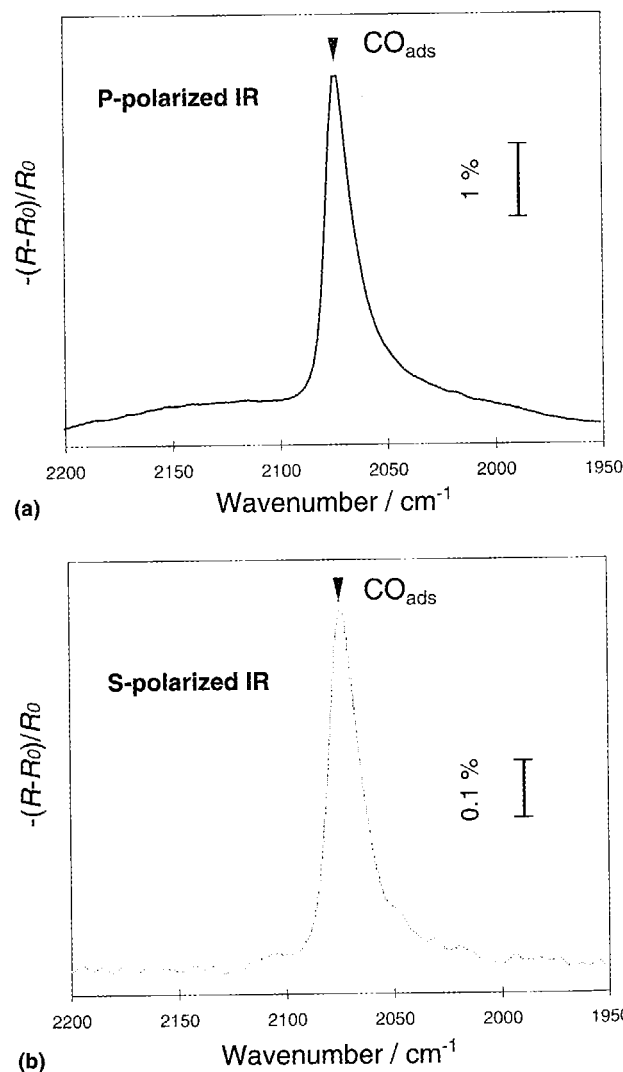 CO_ads
P-polarized IR
1 %
-(R-R0)/R0
2200 2150 2100 2050 2000 1950
Wavenumber / cm-1
(a)
CO_ads
S-polarized IR
0.1 %
-(R-R0)/R0
2200 2150 2100 2050 2000 1950
Wavenumber / cm-1
(b)